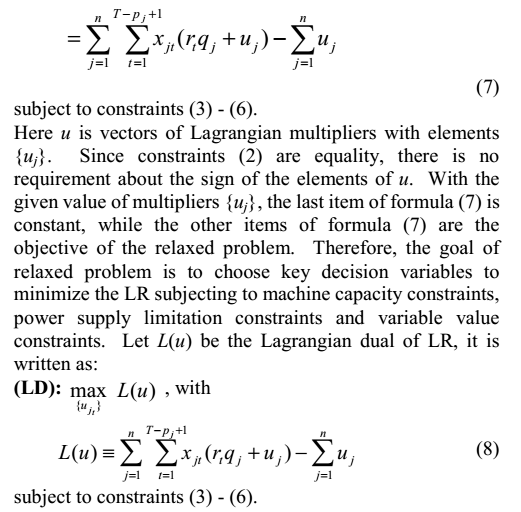 = ∑_{j=1}^{n} ∑_{t=1}^{T-p_j+1} x_{jt}(r_t q_j + u_j) − ∑_{j=1}^{n} u_j
(7)
subject to constraints (3) - (6).
Here u is vectors of Lagrangian multipliers with elements
{u_j}. Since constraints (2) are equality, there is no
requirement about the sign of the elements of u. With the
given value of multipliers {u_j}, the last item of formula (7) is
constant, while the other items of formula (7) are the
objective of the relaxed problem. Therefore, the goal of
relaxed problem is to choose key decision variables to
minimize the LR subjecting to machine capacity constraints,
power supply limitation constraints and variable value
constraints. Let L(u) be the Lagrangian dual of LR, it is
written as:
(LD): max_{{u_{j_t}}} L(u) , with
L(u) ≡ ∑_{j=1}^{n} ∑_{t=1}^{T-p_j+1} x_{jt}(r_t q_j + u_j) − ∑_{j=1}^{n} u_j (8)
subject to constraints (3) - (6).